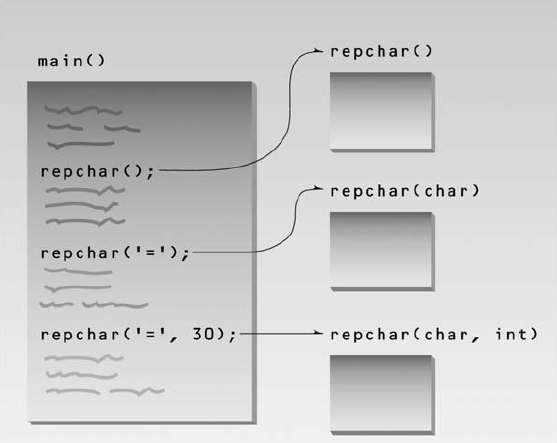 main()
repchar()
repchar();
repchar(char)
repchar('=');
repchar('=', 30);
repchar(char, int)